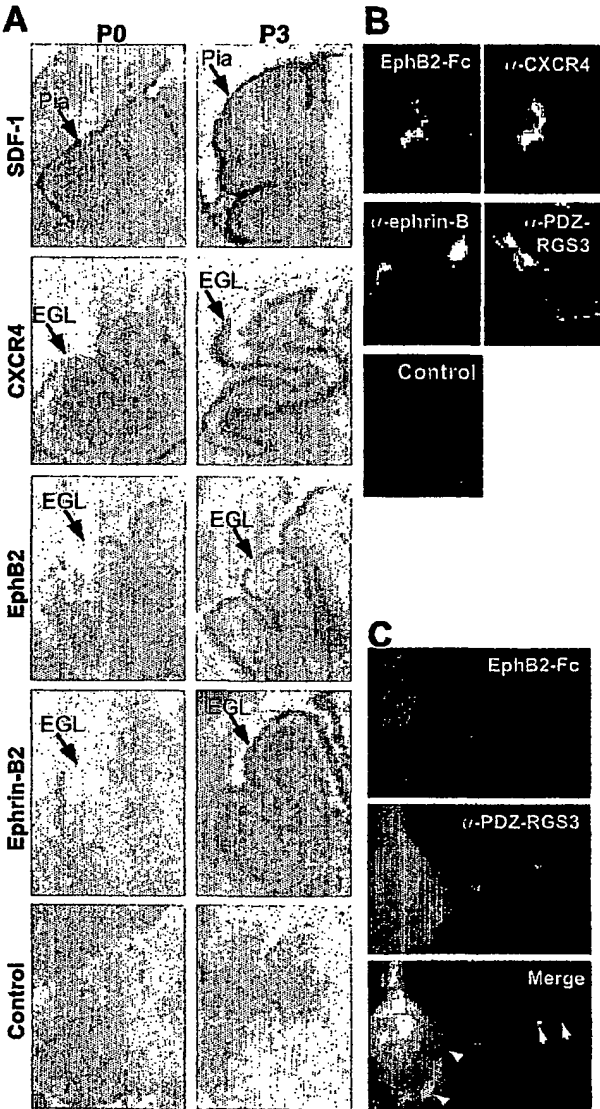 A
P0 P3
SDF-1
Pia
Pia
CXCR4
EGL
EGL
EphB2
EGL
EGL
Ephrin-B2
EGL
EGL
Control
B
EphB2-Fc
α-CXCR4
α-ephrin-B
α-PDZ-
RGS3
Control
C
EphB2-Fc
α-PDZ-RGS3
Merge